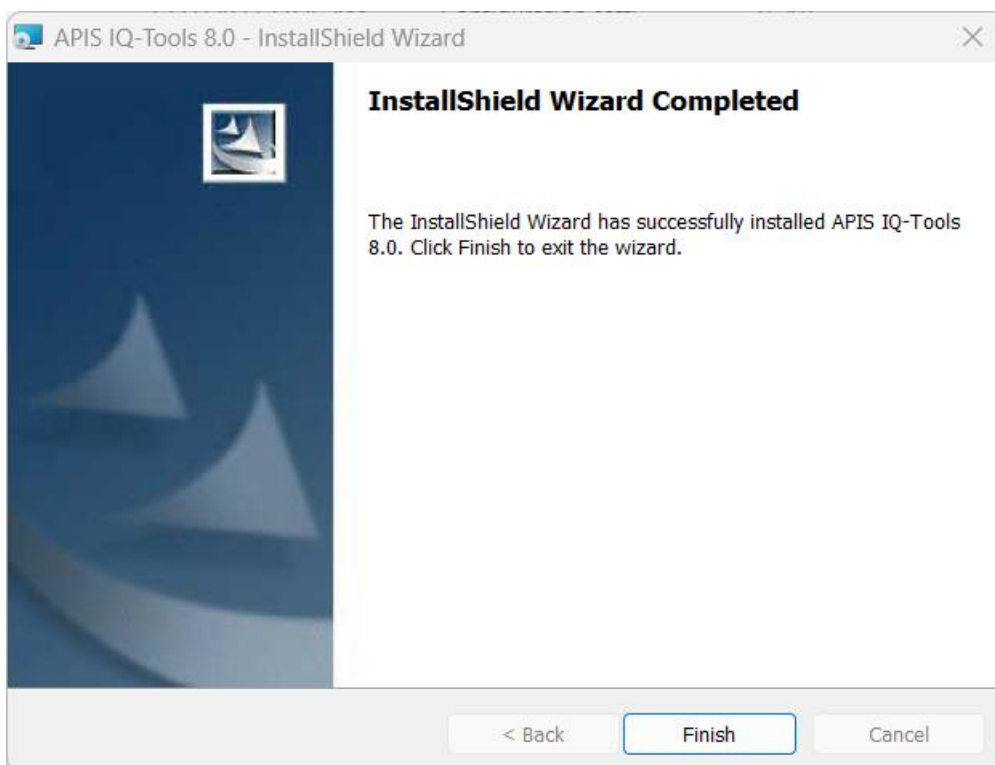 APIS IQ-Tools 8.0 - InstallShield Wizard
InstallShield Wizard Completed
The InstallShield Wizard has successfully installed APIS IQ-Tools
8.0. Click Finish to exit the wizard.
< Back
Finish
Cancel